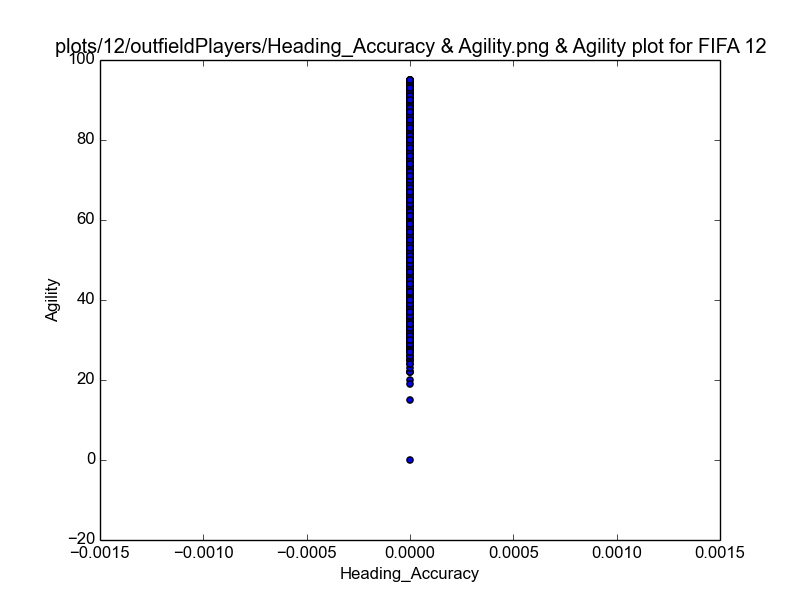 plots/12/outfieldPlayers/Heading_Accuracy & Agility.png & Agility plot for FIFA 12
100
80
60
40
20
0
−20
Agility
−0.0015 −0.0010 −0.0005 0.0000 0.0005 0.0010 0.0015
Heading_Accuracy